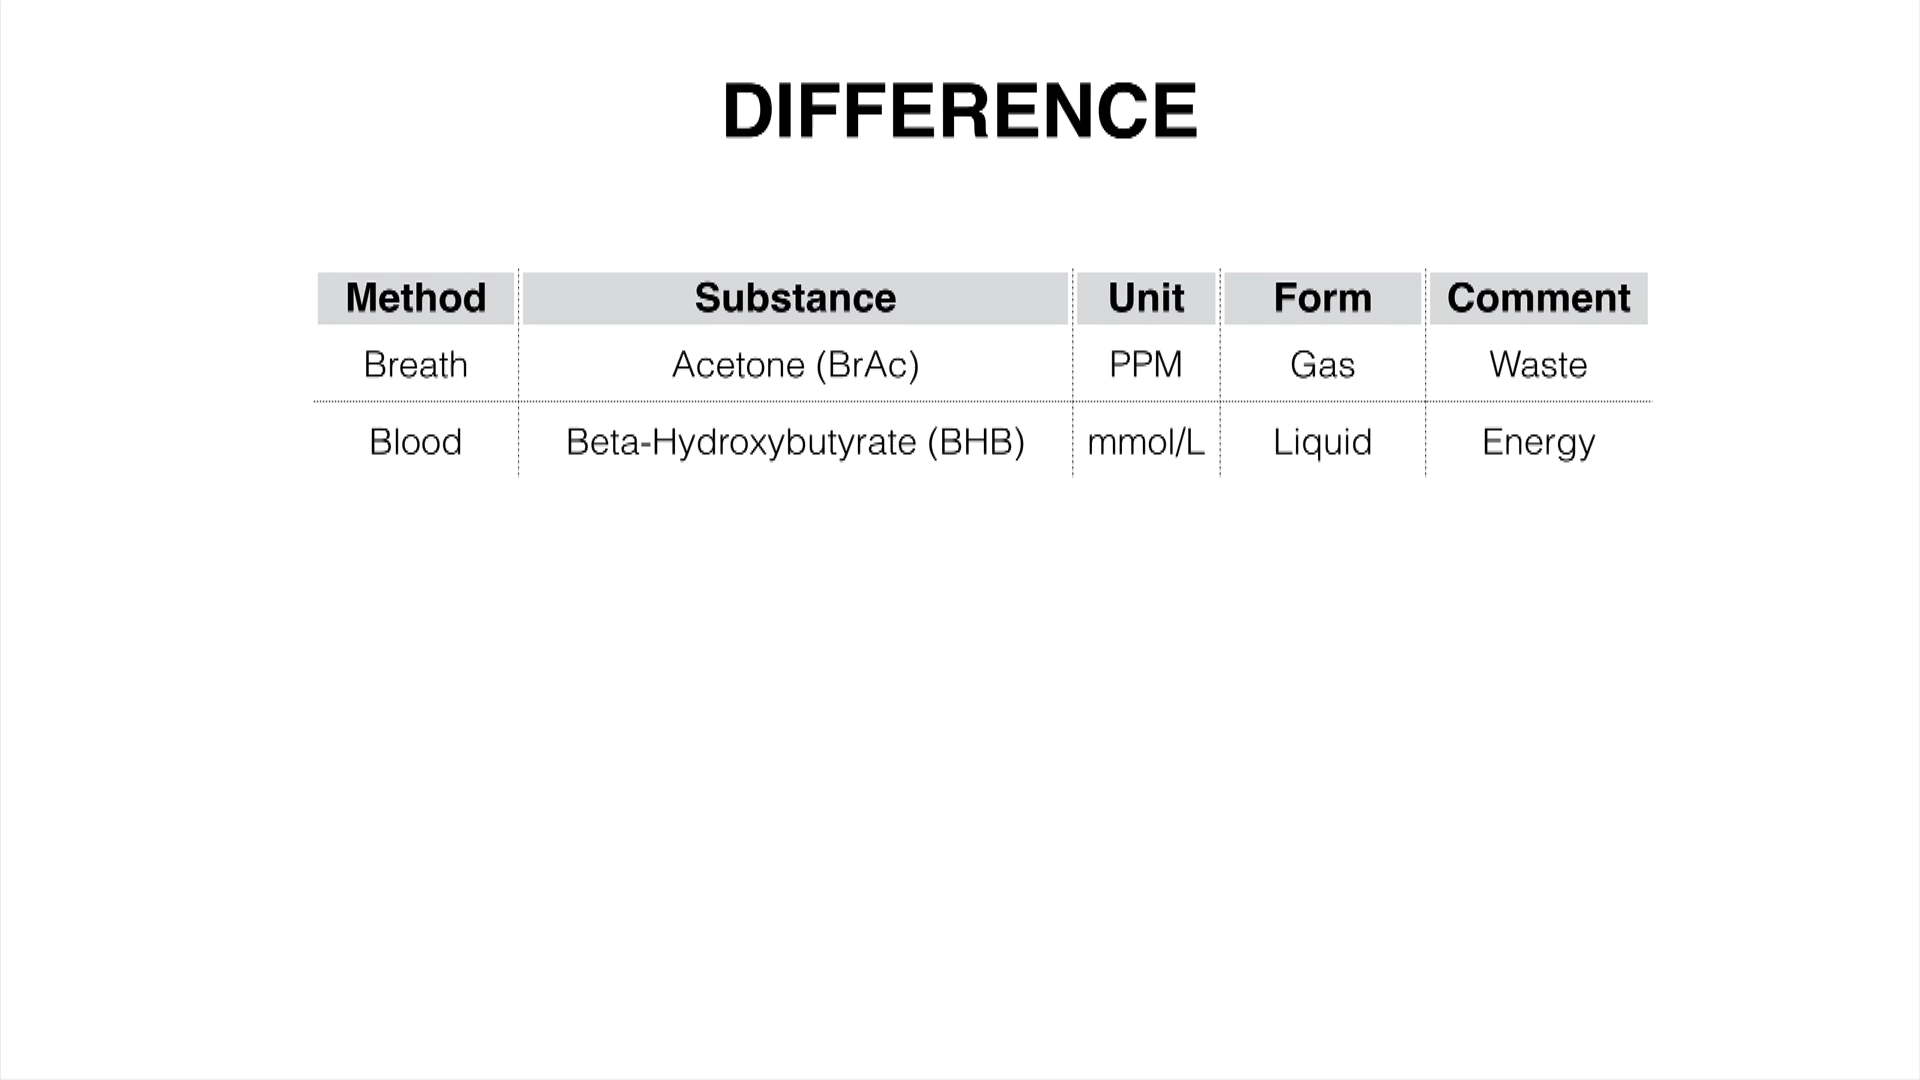 DIFFERENCE
Method Substance Unit Form Comment
Breath Acetone (BrAc) PPM Gas Waste
Blood Beta-Hydroxybutyrate (BHB) mmol/L Liquid Energy